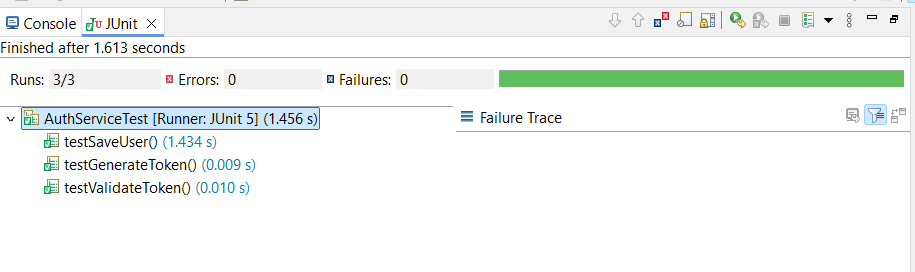 Console JUnit
Finished after 1.613 seconds
Runs: 3/3 Errors: 0 Failures: 0
AuthServiceTest [Runner: JUnit 5] (1.456 s)
Failure Trace
testSaveUser() (1.434 s)
testGenerateToken() (0.009 s)
testValidateToken() (0.010 s)